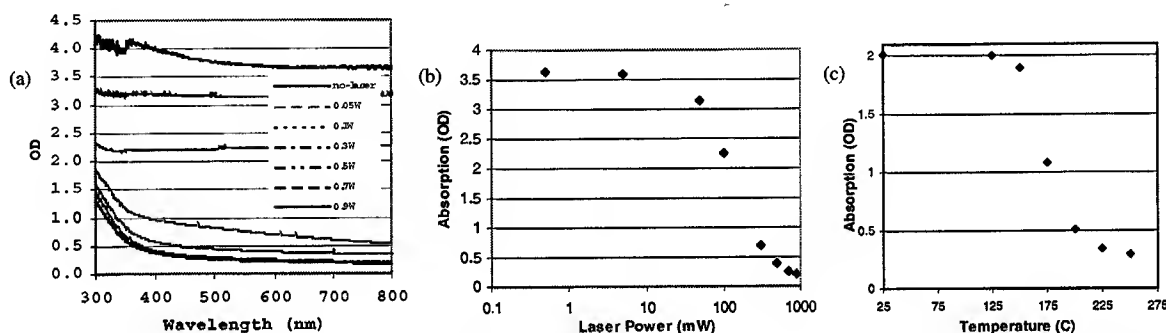 (a)
OD
4.5
4.0
3.5
3.0
2.5
2.0
1.5
1.0
0.5
0.0
300 400 500 600 700 800
Wavelength (nm)
no-laser
0.05W
0.1W
0.3W
0.5W
0.7W
0.9W
(b)
Absorption (OD)
4
3.5
3
2.5
2
1.5
1
0.5
0
0.1 1 10 100 1000
Laser Power (mW)
(c)
Absorption (OD)
2
1.5
1
0.5
0
25 75 125 175 225 275
Temperature (C)